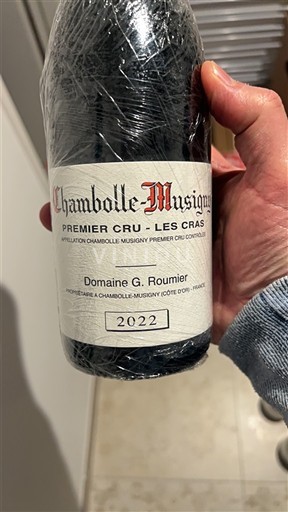 Chambolle-Musigny
PREMIER CRU - LES CRAS
APPELLATION CHAMBOLLE-MUSIGNY PREMIER CRU CONTRÔLÉE
VINI
Domaine G. Roumier
PROPRIÉTAIRE A CHAMBOLLE-MUSIGNY (CÔTE D'OR) - FRANCE
2022